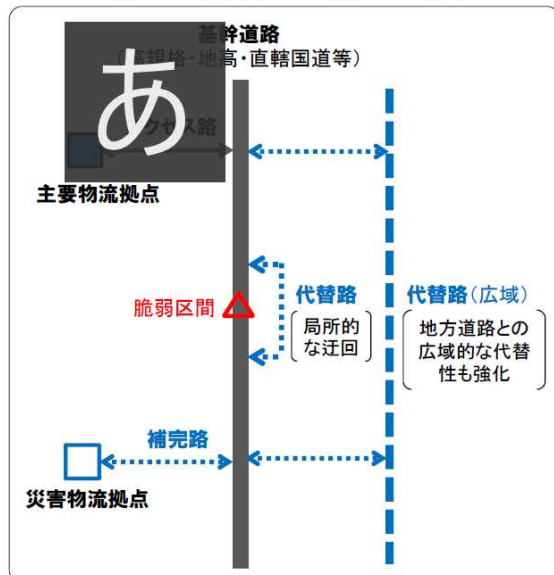 基幹道路
規格・地高・直轄国道等）
あ
クセス路
主要物流拠点
脆弱区間
代替路
局所的
な迂回
代替路（広域）
地方道路との
広域的な代替
性も強化
補完路
災害物流拠点